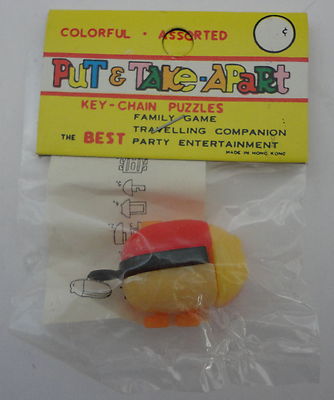 COLORFUL · ASSORTED
¢
PUT & TAKE-APART
KEY-CHAIN PUZZLES
FAMILY GAME
THE BEST TRAVELLING COMPANION
PARTY ENTERTAINMENT
MADE IN HONG KONG